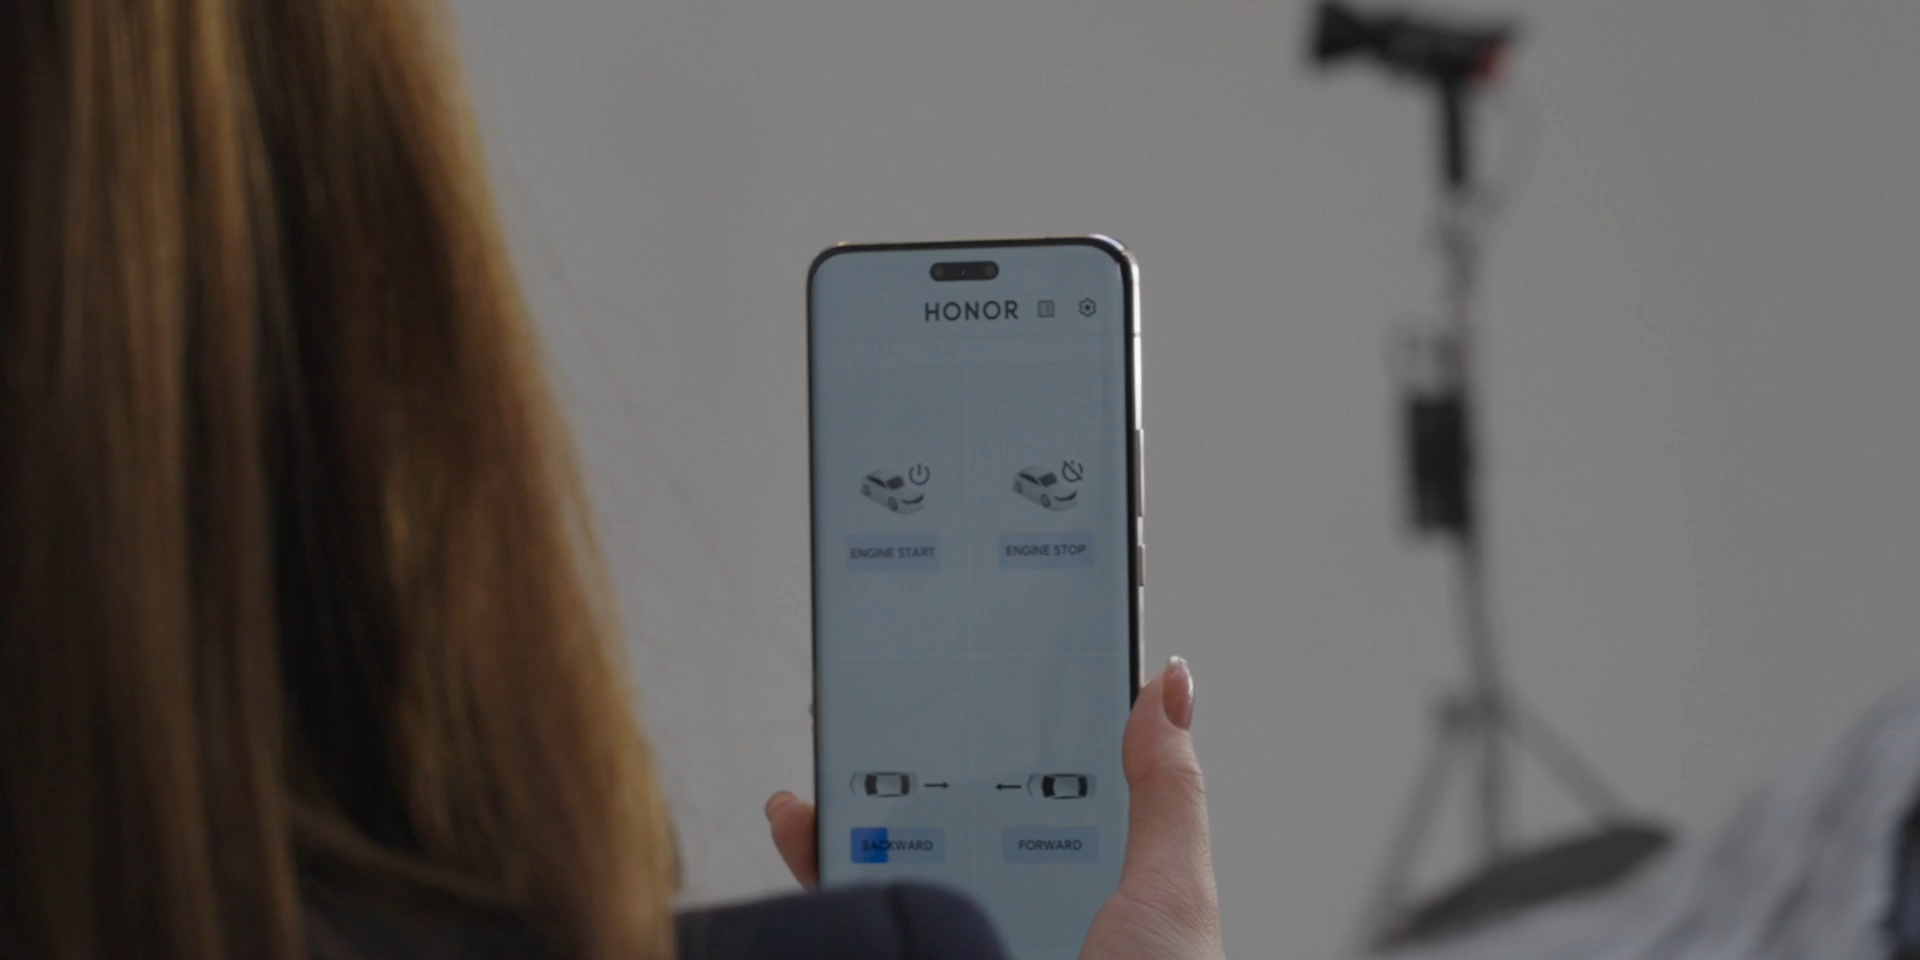 HONOR
ENGINE START
ENGINE STOP
BACKWARD
FORWARD